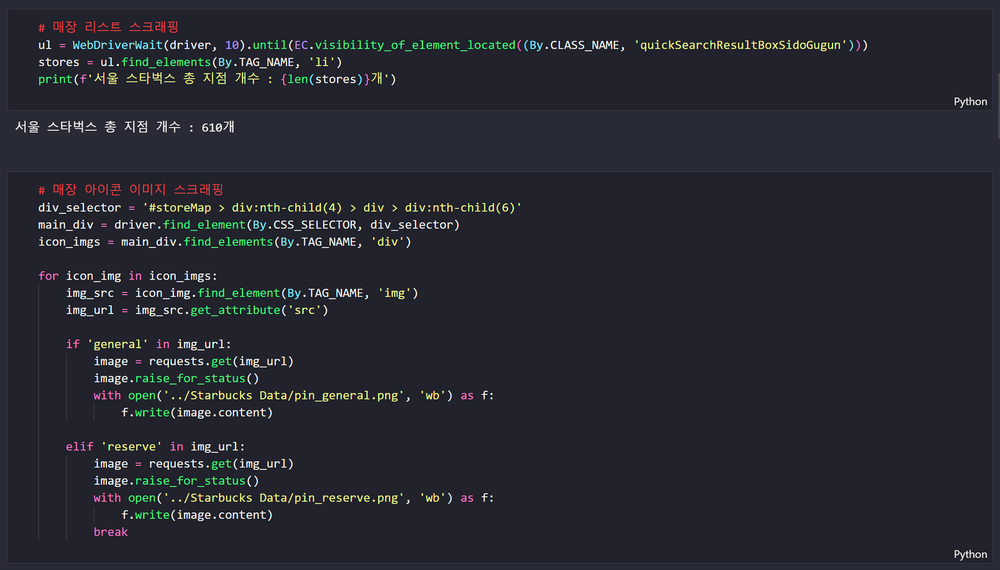 # 매장 리스트 스크래핑
ul = WebDriverWait(driver, 10).until(EC.visibility_of_element_located((By.CLASS_NAME, 'quickSearchResultBoxSidoGugun')))
stores = ul.find_elements(By.TAG_NAME, 'li')
print(f'서울 스타벅스 총 지점 개수 : {len(stores)}개')
Python
서울 스타벅스 총 지점 개수 : 610개
# 매장 아이콘 이미지 스크래핑
div_selector = '#storeMap > div:nth-child(4) > div > div:nth-child(6)'
main_div = driver.find_element(By.CSS_SELECTOR, div_selector)
icon_imgs = main_div.find_elements(By.TAG_NAME, 'div')
for icon_img in icon_imgs:
    img_src = icon_img.find_element(By.TAG_NAME, 'img')
    img_url = img_src.get_attribute('src')
    if 'general' in img_url:
        image = requests.get(img_url)
        image.raise_for_status()
        with open('../Starbucks Data/pin_general.png', 'wb') as f:
            f.write(image.content)
    elif 'reserve' in img_url:
        image = requests.get(img_url)
        image.raise_for_status()
        with open('../Starbucks Data/pin_reserve.png', 'wb') as f:
            f.write(image.content)
        break
Python